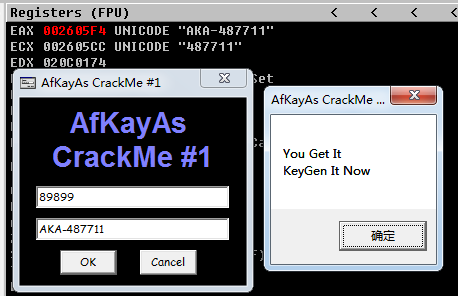 Registers (FPU) < < < <
EAX 002605F4 UNICODE "AKA-487711"
ECX 002605CC UNICODE "487711"
EDX 020C0174
Set
AfKayAs CrackMe #1
AfKayAs
CrackMe #1
89899
AKA-487711
OK Cancel
AfKayAs CrackMe ...
You Get It
KeyGen It Now
确定